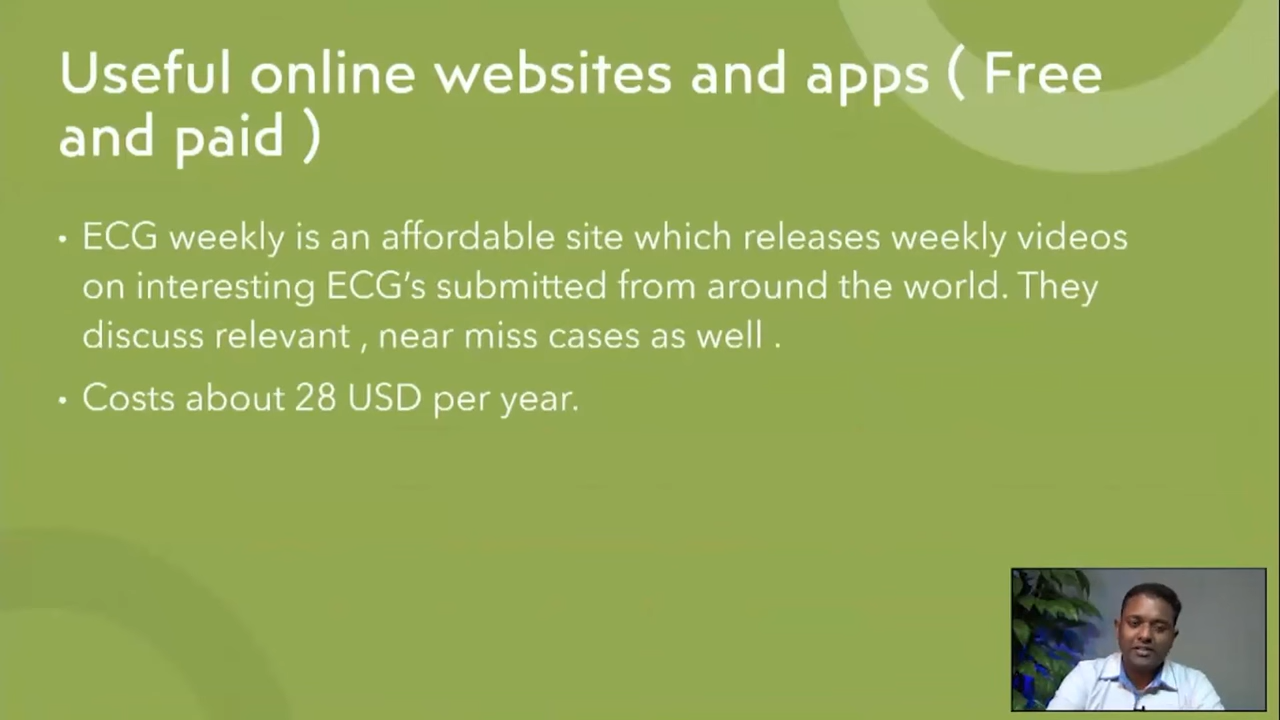 Useful online websites and apps ( Free
and paid )
• ECG weekly is an affordable site which releases weekly videos
on interesting ECG’s submitted from around the world. They
discuss relevant , near miss cases as well .
• Costs about 28 USD per year.